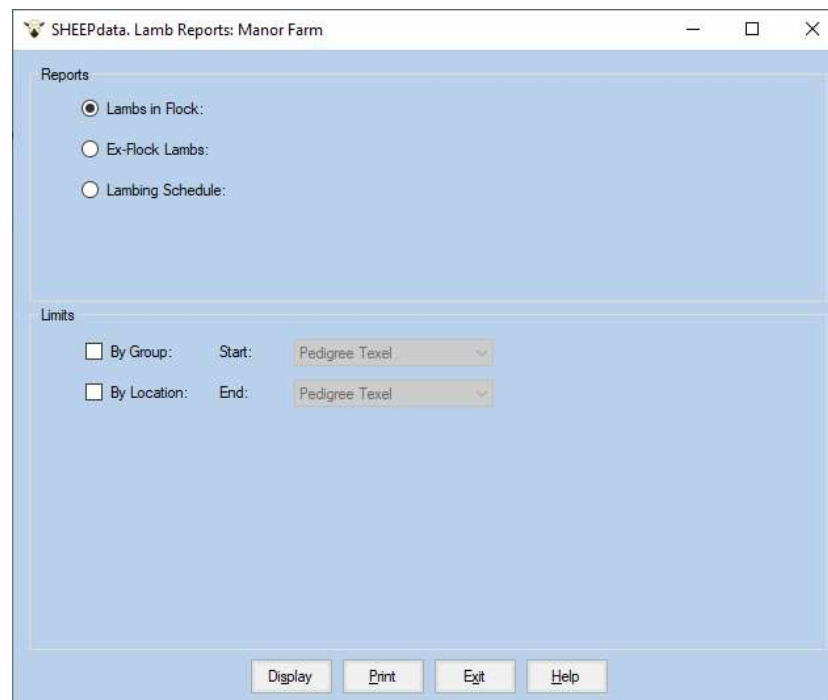 SHEEPdata. Lamb Reports: Manor Farm
Reports
Lambs in Flock:
Ex-Flock Lambs:
Lambing Schedule:
Limits
By Group: Start: Pedigree Texel
By Location: End: Pedigree Texel
Display Print Exit Help